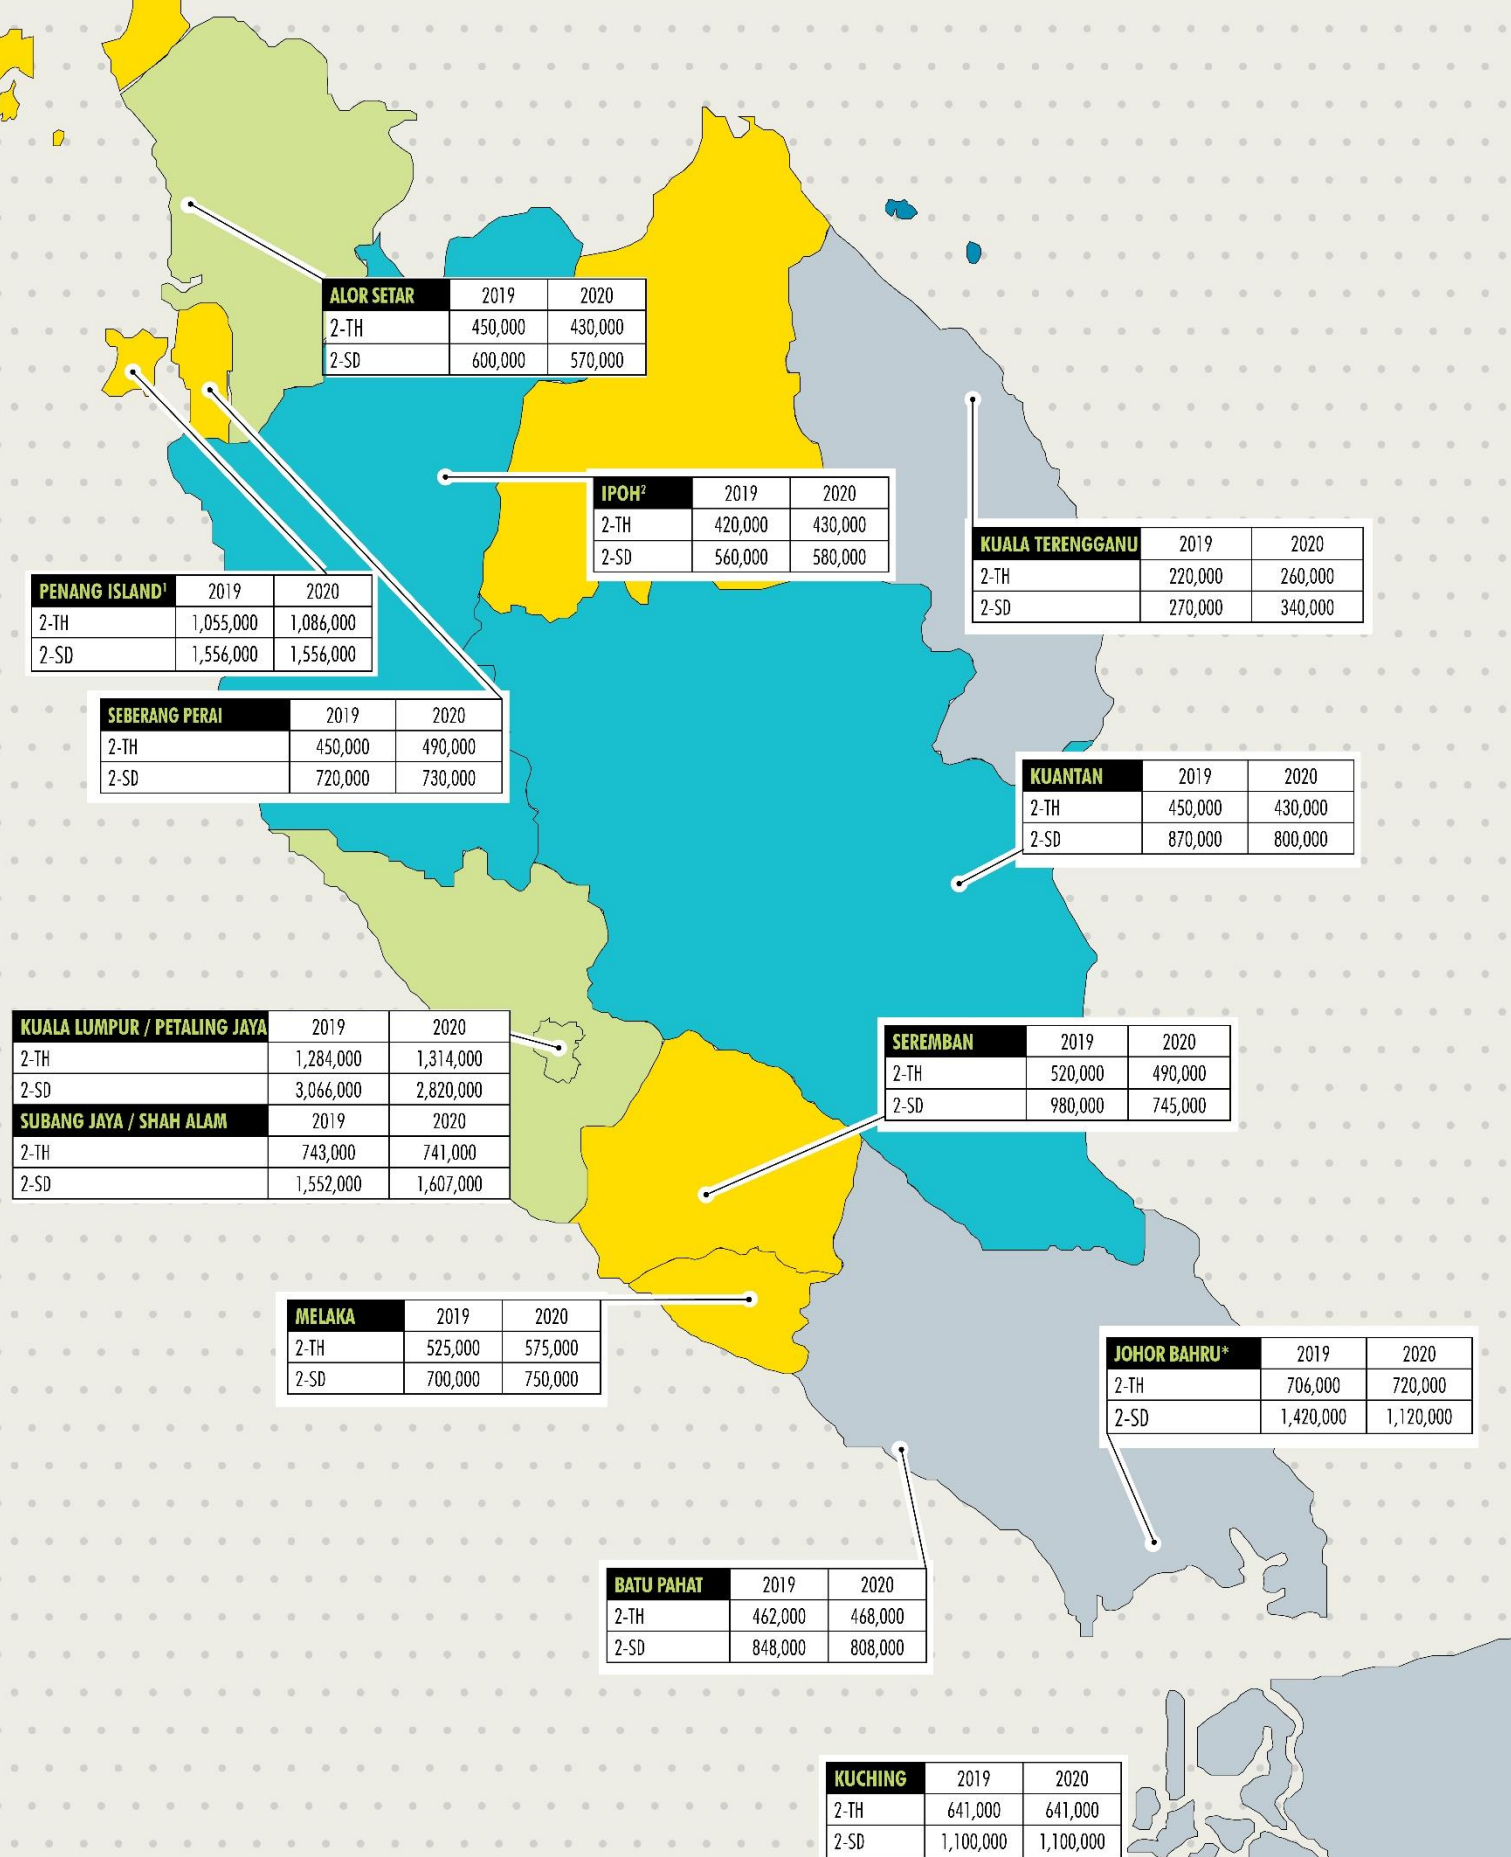 ALOR SETAR 2019 2020
2-TH 450,000 430,000
2-SD 600,000 570,000
IPOH² 2019 2020
2-TH 420,000 430,000
2-SD 560,000 580,000
KUALA TERENGGANU 2019 2020
2-TH 220,000 260,000
2-SD 270,000 340,000
PENANG ISLAND¹ 2019 2020
2-TH 1,055,000 1,086,000
2-SD 1,556,000 1,556,000
SEBERANG PERAI 2019 2020
2-TH 450,000 490,000
2-SD 720,000 730,000
KUANTAN 2019 2020
2-TH 450,000 430,000
2-SD 870,000 800,000
KUALA LUMPUR / PETALING JAYA 2019 2020
2-TH 1,284,000 1,314,000
2-SD 3,066,000 2,820,000
SUBANG JAYA / SHAH ALAM 2019 2020
2-TH 743,000 741,000
2-SD 1,552,000 1,607,000
SEREMBAN 2019 2020
2-TH 520,000 490,000
2-SD 980,000 745,000
MELAKA 2019 2020
2-TH 525,000 575,000
2-SD 700,000 750,000
JOHOR BAHRU* 2019 2020
2-TH 706,000 720,000
2-SD 1,420,000 1,120,000
BATU PAHAT 2019 2020
2-TH 462,000 468,000
2-SD 848,000 808,000
KUCHING 2019 2020
2-TH 641,000 641,000
2-SD 1,100,000 1,100,000